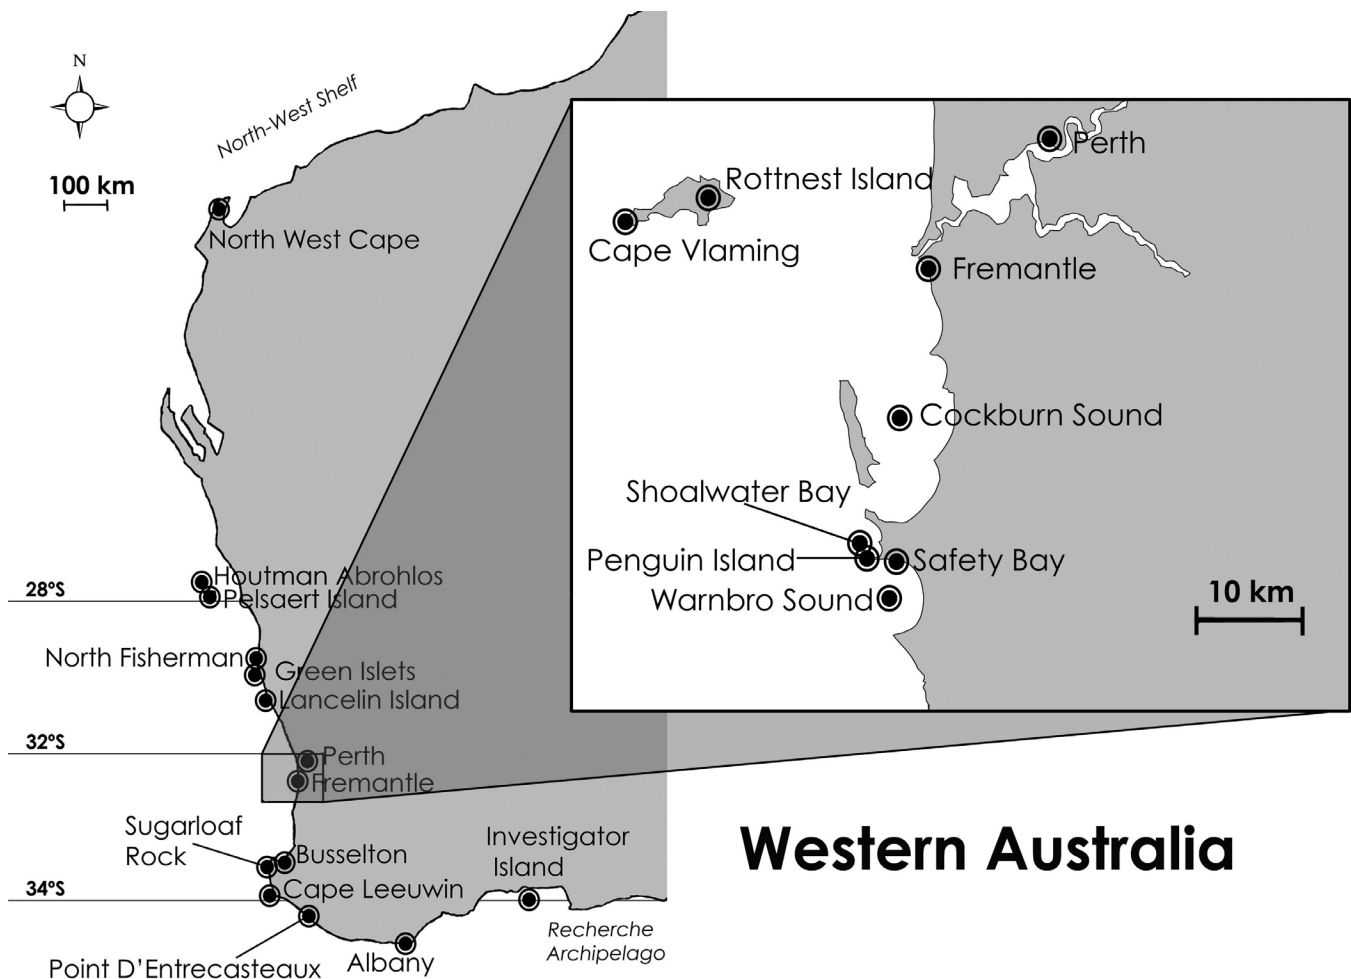 N
North-West Shelf
100 km
North West Cape
Perth
Rottnest Island
Cape Vlaming
Fremantle
Cockburn Sound
Shoalwater Bay
Penguin Island
Safety Bay
Warnbro Sound
10 km
Houtman Abrohlos
28°S
Pelsaert Island
North Fisherman
Green Islets
Lancelin Island
32°S
Perth
Fremantle
Sugarloaf
Rock
Busselton
Investigator
Island
Western Australia
34°S
Cape Leeuwin
Recherche
Archipelago
Point D’Entrecasteaux
Albany